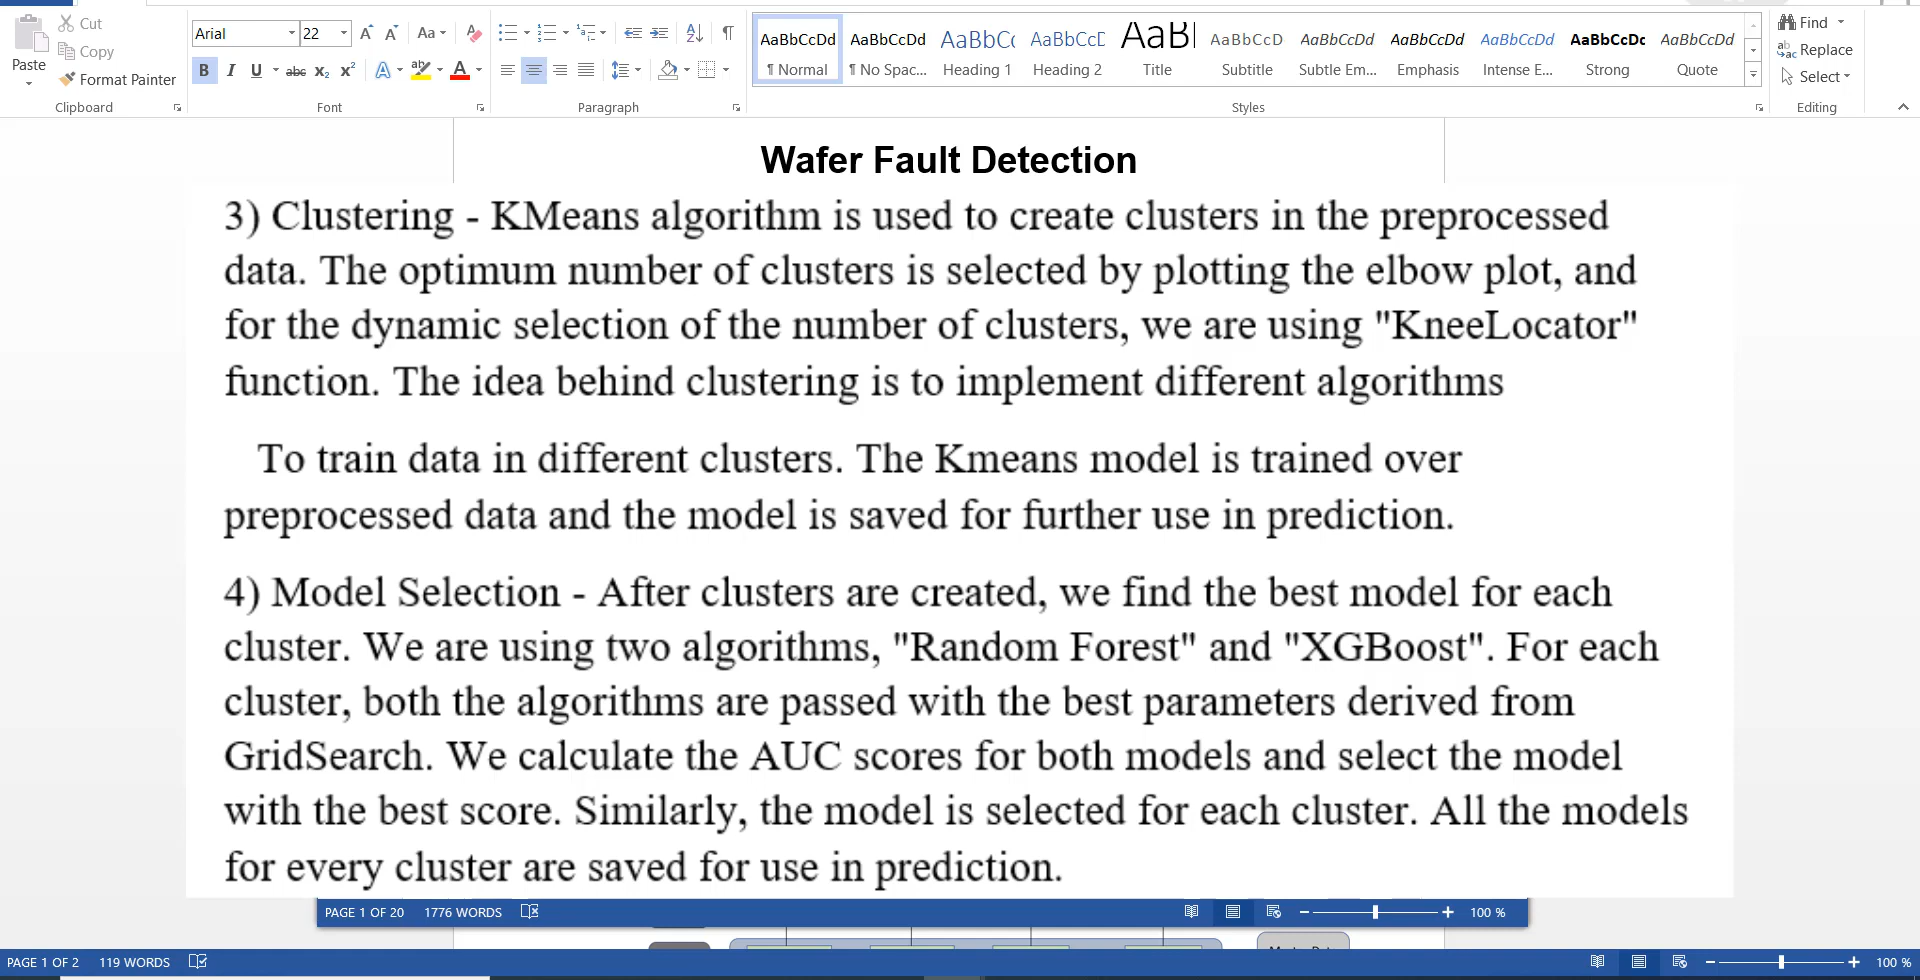 Cut
Copy
Format Painter
Paste
Clipboard
Arial 22
Aa
B I U abc x₂ x² A ab A
Font
Paragraph
AaBbCcDd AaBbCcDd AaBbC AaBbCcC AaB AaBbCcD AaBbCcDd AaBbCcDd AaBbCcDd AaBbCcDc AaBbCcDd
¶ Normal ¶ No Spac... Heading 1 Heading 2 Title Subtitle Subtle Em... Emphasis Intense E... Strong Quote
Styles
Find
Replace
Select
Editing
Wafer Fault Detection
3) Clustering - KMeans algorithm is used to create clusters in the preprocessed
data. The optimum number of clusters is selected by plotting the elbow plot, and
for the dynamic selection of the number of clusters, we are using "KneeLocator"
function. The idea behind clustering is to implement different algorithms
To train data in different clusters. The Kmeans model is trained over
preprocessed data and the model is saved for further use in prediction.
4) Model Selection - After clusters are created, we find the best model for each
cluster. We are using two algorithms, "Random Forest" and "XGBoost". For each
cluster, both the algorithms are passed with the best parameters derived from
GridSearch. We calculate the AUC scores for both models and select the model
with the best score. Similarly, the model is selected for each cluster. All the models
for every cluster are saved for use in prediction.
PAGE 1 OF 20 1776 WORDS 100 %
PAGE 1 OF 2 119 WORDS 100 %